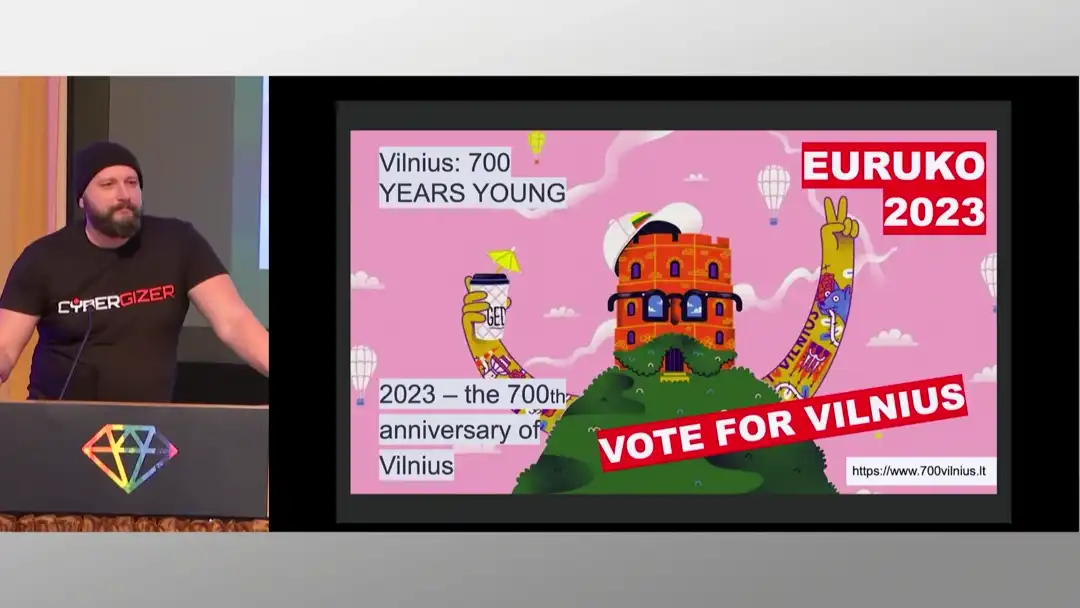 CYBERGIZER
Vilnius: 700
YEARS YOUNG
EURUKO
2023
GED
VILNIUS
2023 – the 700th
anniversary of
Vilnius
VOTE FOR VILNIUS
https://www.700vilnius.lt